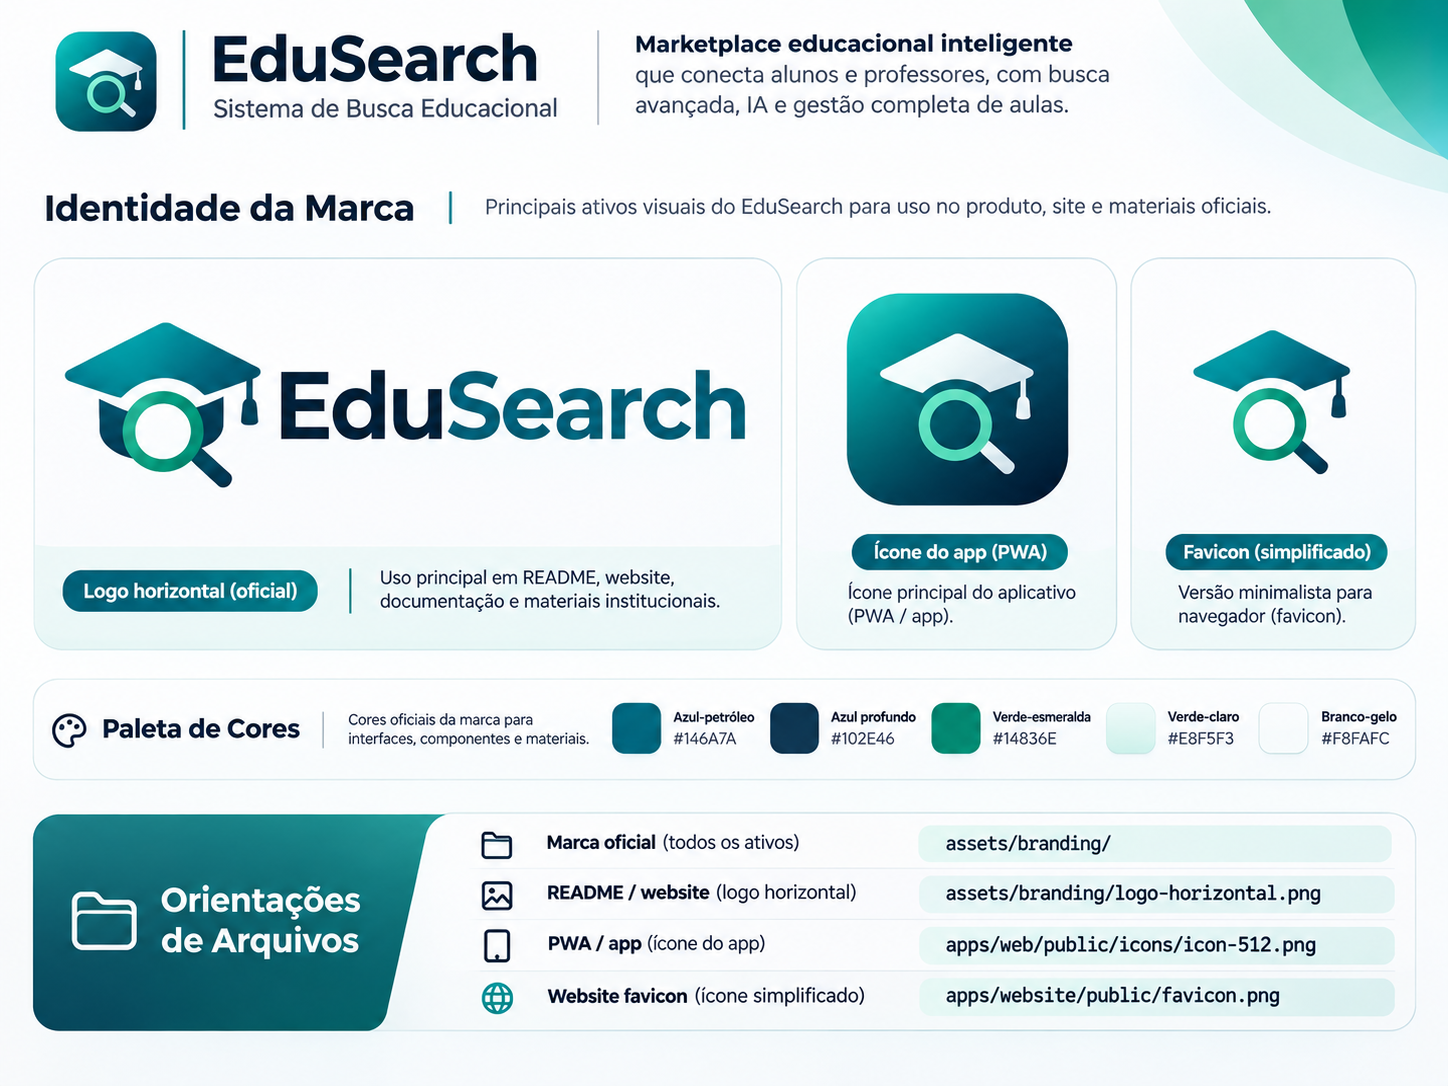 EduSearch
Sistema de Busca Educacional
Marketplace educacional inteligente
que conecta alunos e professores, com busca
avançada, IA e gestão completa de aulas.
Identidade da Marca
Principais ativos visuais do EduSearch para uso no produto, site e materiais oficiais.
EduSearch
Logo horizontal (oficial)
Uso principal em README, website,
documentação e materiais institucionais.
Ícone do app (PWA)
Ícone principal do aplicativo
(PWA / app).
Favicon (simplificado)
Versão minimalista para
navegador (favicon).
Paleta de Cores
Cores oficiais da marca para
interfaces, componentes e materiais.
Azul-petróleo
#146A7A
Azul profundo
#102E46
Verde-esmeralda
#14836E
Verde-claro
#E8F5F3
Branco-gelo
#F8FAFC
Orientações
de Arquivos
Marca oficial (todos os ativos)
assets/branding/
README / website (logo horizontal)
assets/branding/logo-horizontal.png
PWA / app (ícone do app)
apps/web/public/icons/icon-512.png
Website favicon (ícone simplificado)
apps/website/public/favicon.png